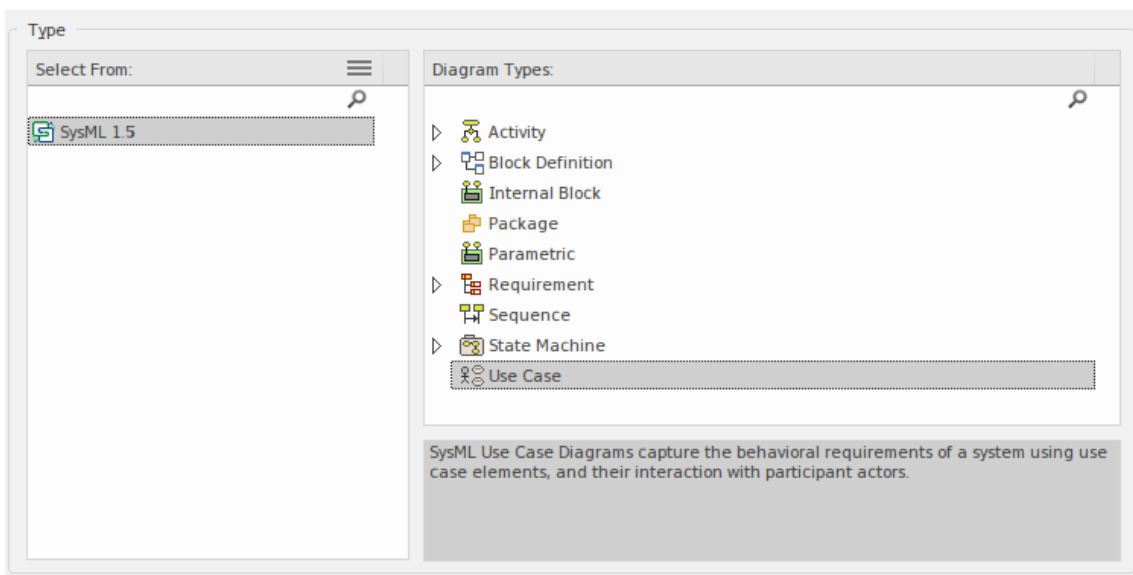 Type
Select From:
SysML 1.5
Diagram Types:
Activity
Block Definition
Internal Block
Package
Parametric
Requirement
Sequence
State Machine
Use Case
SysML Use Case Diagrams capture the behavioral requirements of a system using use
case elements, and their interaction with participant actors.